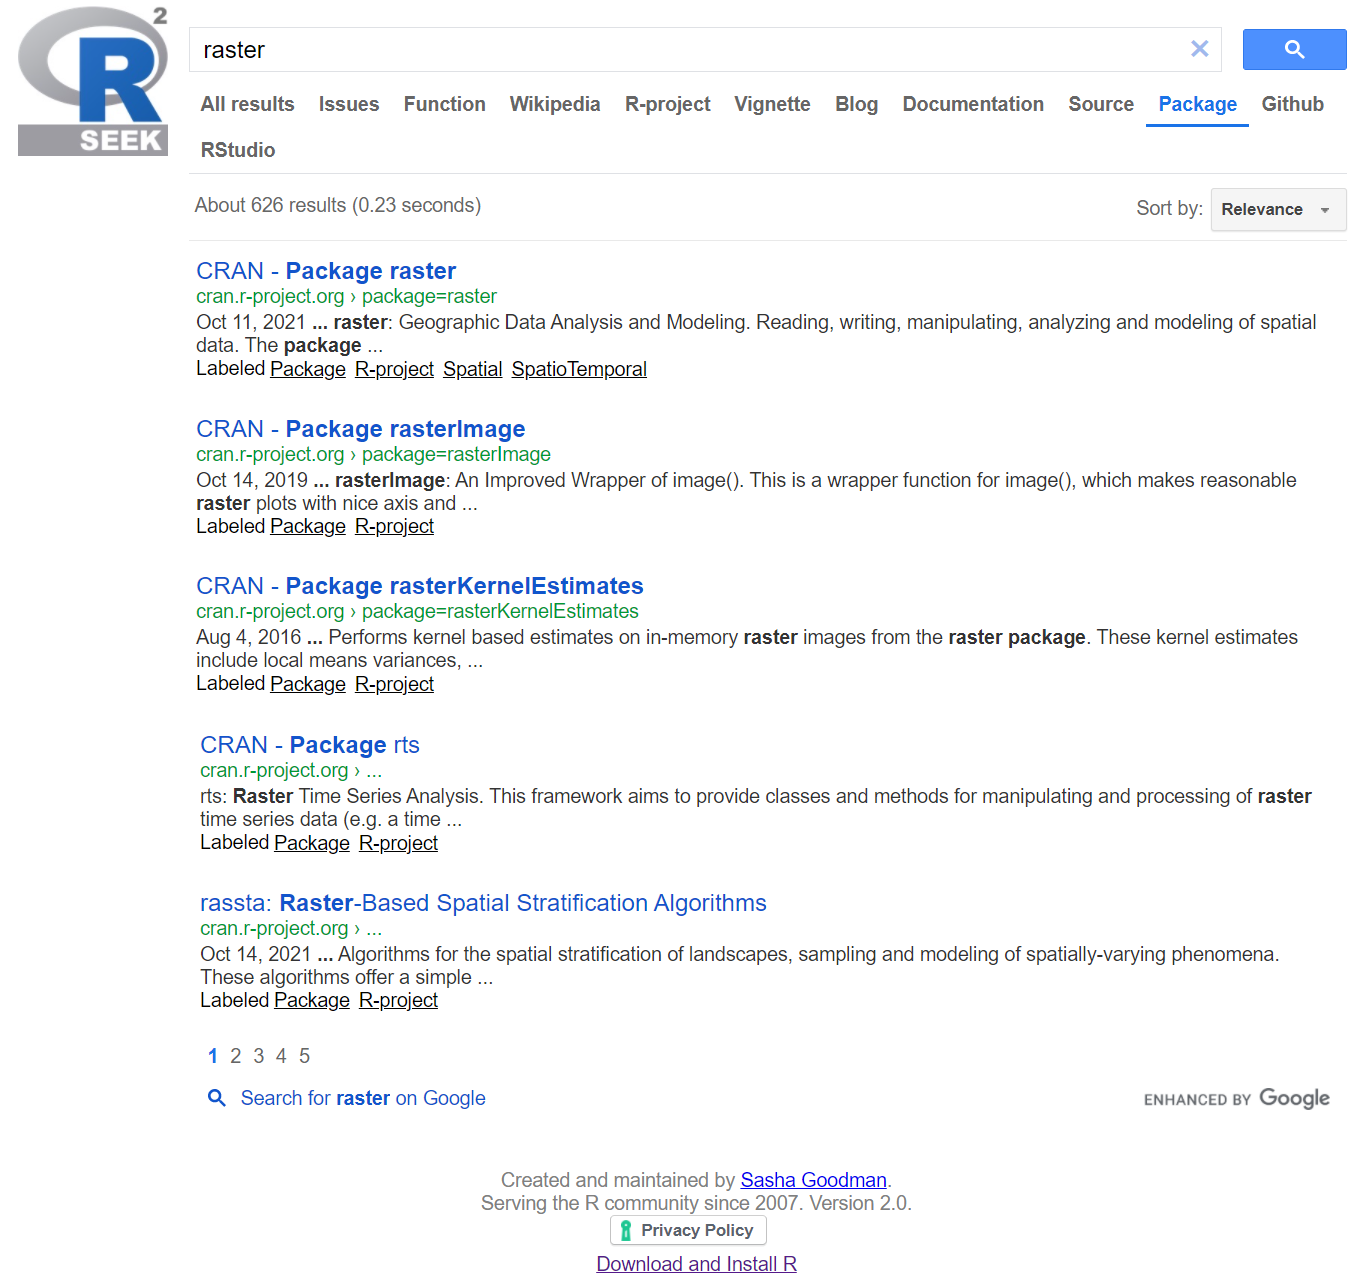 R2
SEEK
raster
All results Issues Function Wikipedia R-project Vignette Blog Documentation Source Package Github
RStudio
About 626 results (0.23 seconds)
Sort by: Relevance
CRAN - Package raster
cran.r-project.org › package=raster
Oct 11, 2021 ... raster: Geographic Data Analysis and Modeling. Reading, writing, manipulating, analyzing and modeling of spatial
data. The package ...
Labeled Package R-project Spatial SpatioTemporal
CRAN - Package rasterImage
cran.r-project.org › package=rasterImage
Oct 14, 2019 ... rasterImage: An Improved Wrapper of image(). This is a wrapper function for image(), which makes reasonable
raster plots with nice axis and ...
Labeled Package R-project
CRAN - Package rasterKernelEstimates
cran.r-project.org › package=rasterKernelEstimates
Aug 4, 2016 ... Performs kernel based estimates on in-memory raster images from the raster package. These kernel estimates
include local means variances, ...
Labeled Package R-project
CRAN - Package rts
cran.r-project.org › ...
rts: Raster Time Series Analysis. This framework aims to provide classes and methods for manipulating and processing of raster
time series data (e.g. a time ...
Labeled Package R-project
rassta: Raster-Based Spatial Stratification Algorithms
cran.r-project.org › ...
Oct 14, 2021 ... Algorithms for the spatial stratification of landscapes, sampling and modeling of spatially-varying phenomena.
These algorithms offer a simple ...
Labeled Package R-project
1 2 3 4 5
Search for raster on Google
ENHANCED BY Google
Created and maintained by Sasha Goodman.
Serving the R community since 2007. Version 2.0.
Privacy Policy
Download and Install R